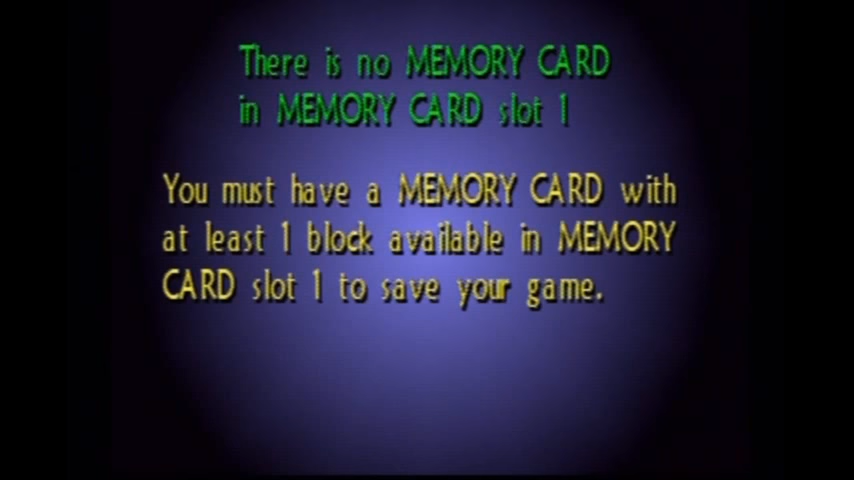 There is no MEMORY CARD
in MEMORY CARD slot 1
You must have a MEMORY CARD with
at least 1 block available in MEMORY
CARD slot 1 to save your game.